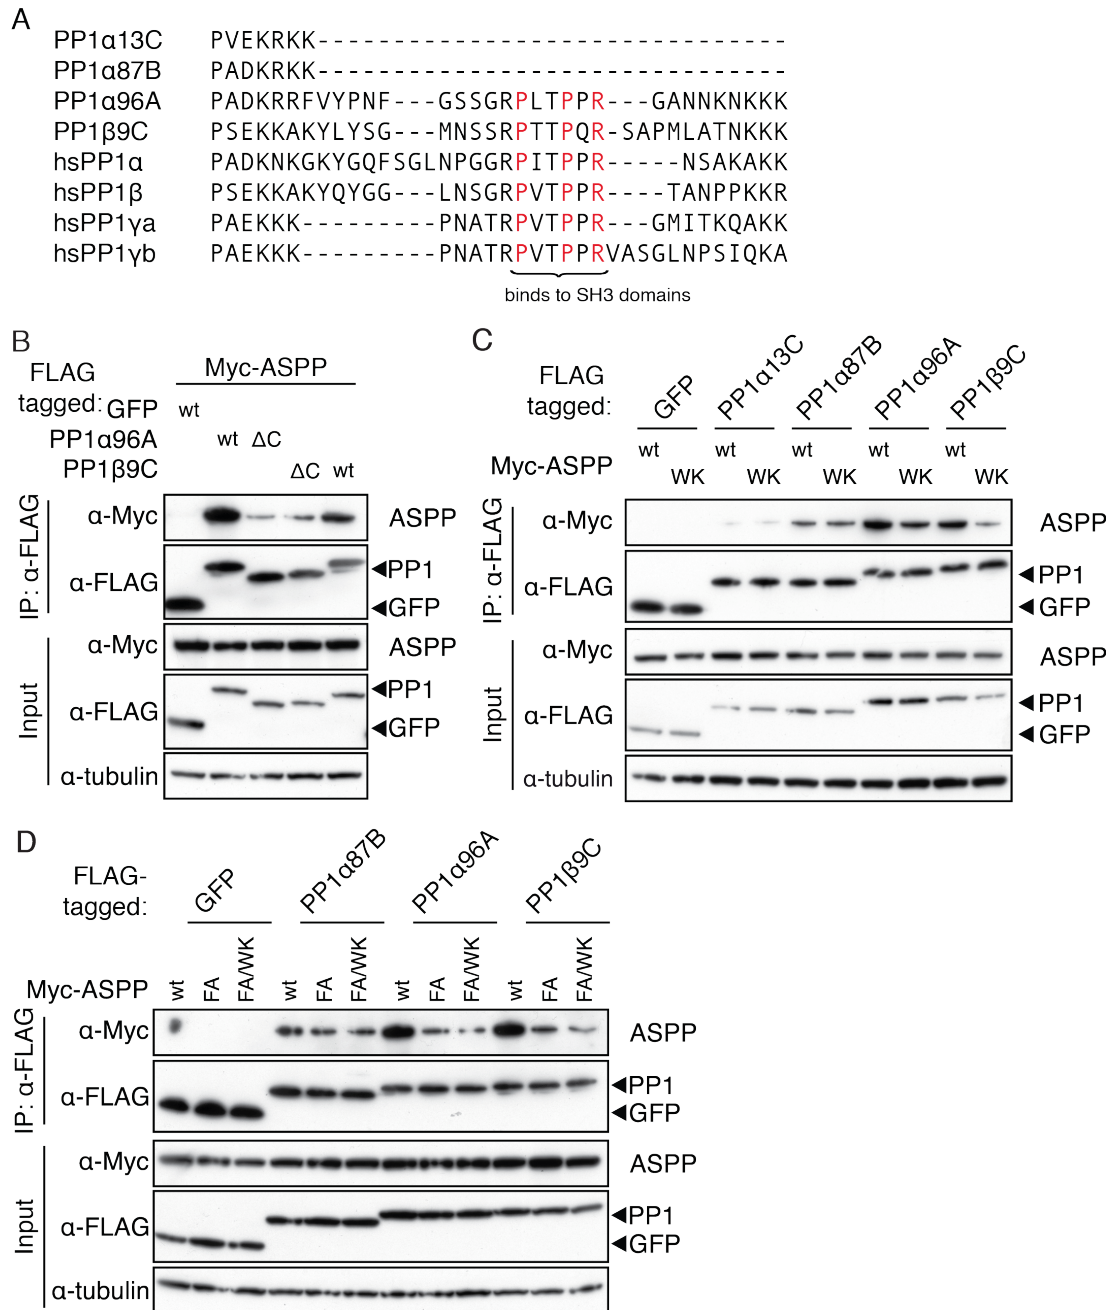 A
PP1α13C PVEKRKK-------------------------------
PP1α87B PADKRKK-------------------------------
PP1α96A PADKRRFVYPNF---GSSGRPLTPPR---GANNKNKKK
PP1β9C PSEKKAKYLYSG---MNSSRPTTPQR-SAPMLATNKKK
hsPP1α PADKNKGKYGQFSGLNPGGRPITPPR-----NSAKAKK
hsPP1β PSEKKAKYQYGG---LNSGRPVTPPR----TANPPKKR
hsPP1γa PAEKKK---------PNATRPVTPPR---GMITKQAKK
hsPP1γb PAEKKK---------PNATRPVTPPRVASGLNPSIQKA
binds to SH3 domains
B
Myc-ASPP
FLAG
tagged: GFP wt
PP1α96A wt ΔC
PP1β9C ΔC wt
IP: α-FLAG
α-Myc ASPP
α-FLAG ◀PP1
◀GFP
Input
α-Myc ASPP
α-FLAG ◀PP1
◀GFP
α-tubulin
C
FLAG
tagged: GFP PP1α13C PP1α87B PP1α96A PP1β9C
Myc-ASPP wt WK wt WK wt WK wt WK wt WK
IP: α-FLAG
α-Myc ASPP
α-FLAG ◀PP1
◀GFP
Input
α-Myc ASPP
α-FLAG ◀PP1
◀GFP
α-tubulin
D
FLAG-
tagged: GFP PP1α87B PP1α96A PP1β9C
Myc-ASPP wt FA FA/WK wt FA FA/WK wt FA FA/WK wt FA FA/WK
IP: α-FLAG
α-Myc ASPP
α-FLAG ◀PP1
◀GFP
Input
α-Myc ASPP
α-FLAG ◀PP1
◀GFP
α-tubulin